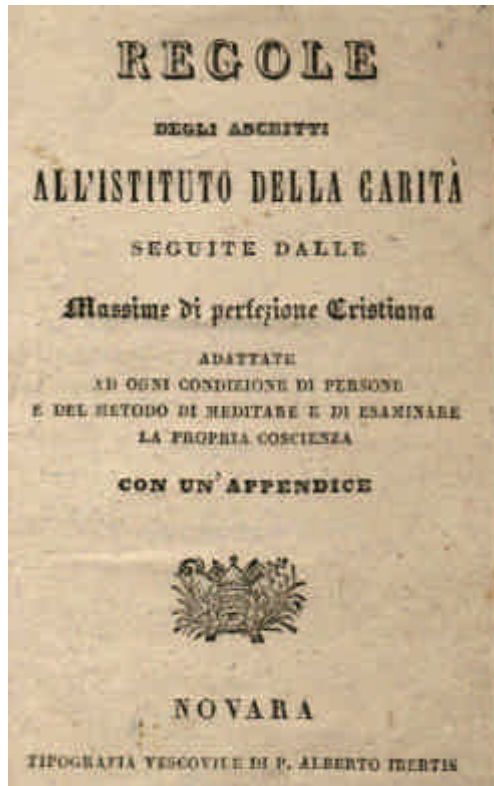 REGOLE
DEGLI ASCRITTI
ALL'ISTITUTO DELLA CARITÀ
SEGUITE DALLE
Massime di perfezione Cristiana
ADATTATE
AD OGNI CONDIZIONE DI PERSONE
E DEL METODO DI MEDITARE E DI ESAMINARE
LA PROPRIA COSCIENZA
CON UN'APPENDICE
NOVARA
TIPOGRAFIA VESCOVILE DI P. ALBERTO IBERTIS